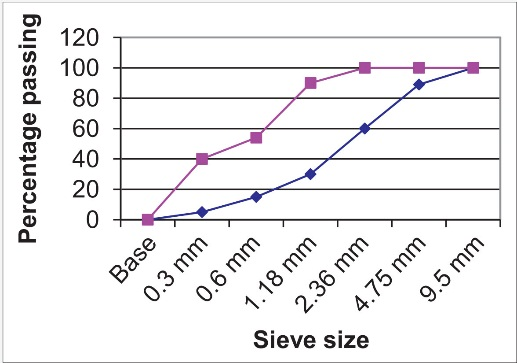 Percentage passing
120
100
80
60
40
20
0
Base
0.3 mm
0.6 mm
1.18 mm
2.36 mm
4.75 mm
9.5 mm
Sieve size